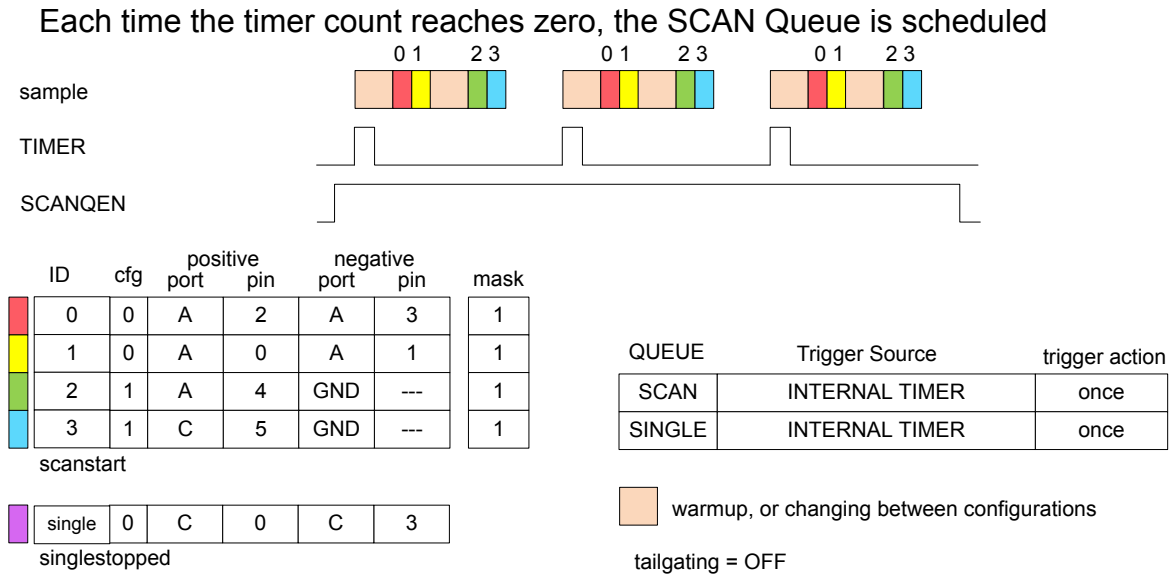 Each time the timer count reaches zero, the SCAN Queue is scheduled
0 1 2 3 0 1 2 3 0 1 2 3
sample
TIMER
SCANQEN
positive negative
ID cfg port pin port pin mask
0 0 A 2 A 3 1
1 0 A 0 A 1 1
2 1 A 4 GND --- 1
3 1 C 5 GND --- 1
scanstart
single 0 C 0 C 3
singlestopped
QUEUE Trigger Source trigger action
SCAN INTERNAL TIMER once
SINGLE INTERNAL TIMER once
warmup, or changing between configurations
tailgating = OFF